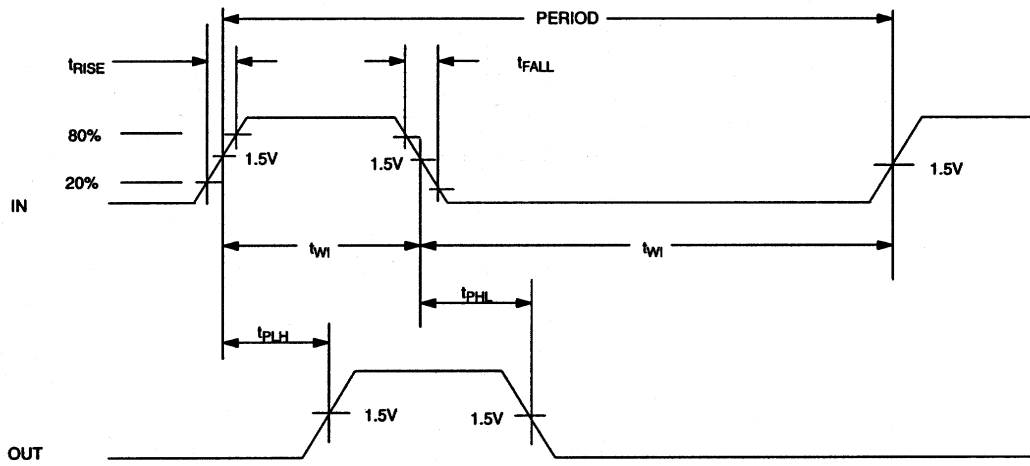 PERIOD
tRISE
tFALL
80%
1.5V
1.5V
20%
1.5V
IN
tWI
tWI
tPHL
tPLH
1.5V
1.5V
OUT